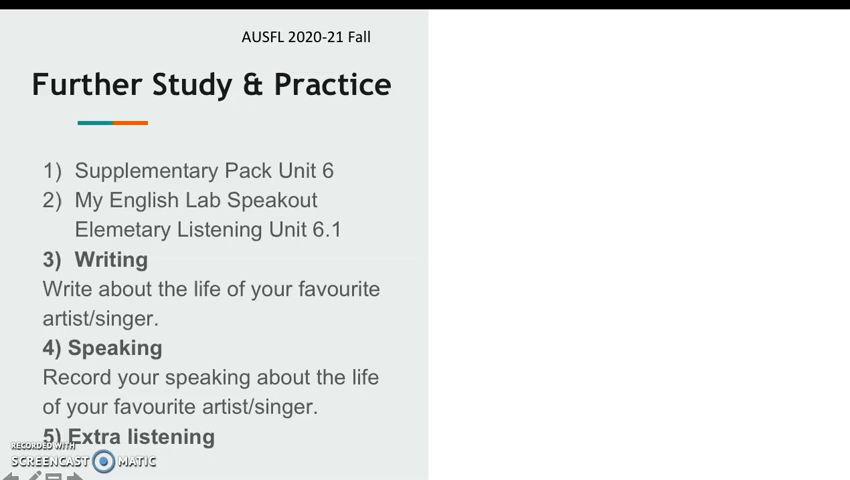 AUSFL 2020-21 Fall
Further Study & Practice
1) Supplementary Pack Unit 6
2) My English Lab Speakout
Elemetary Listening Unit 6.1
3) Writing
Write about the life of your favourite
artist/singer.
4) Speaking
Record your speaking about the life
of your favourite artist/singer.
5) Extra listening
RECORDED WITH
SCREENCAST MATIC